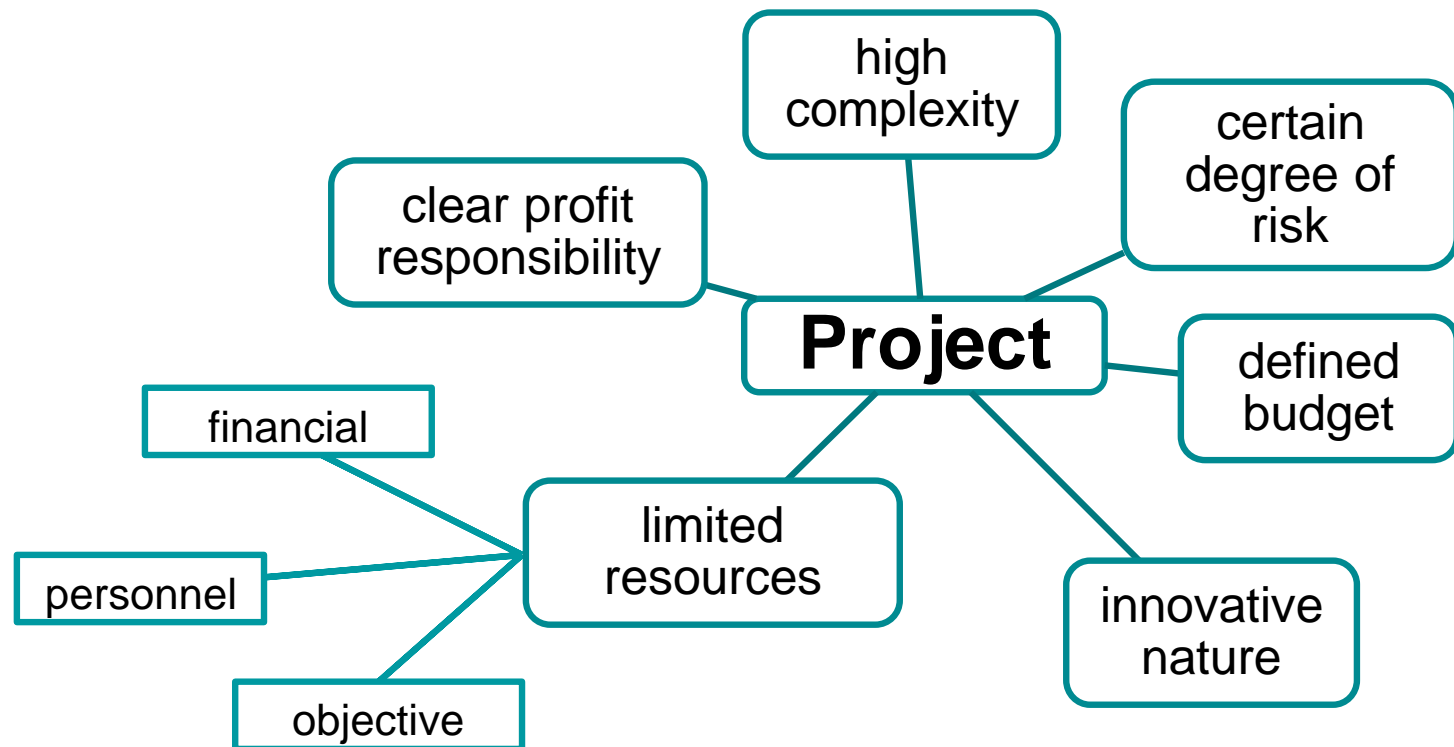 high
complexity
certain
degree of
risk
clear profit
responsibility
Project
defined
budget
financial
limited
resources
personnel
innovative
nature
objective